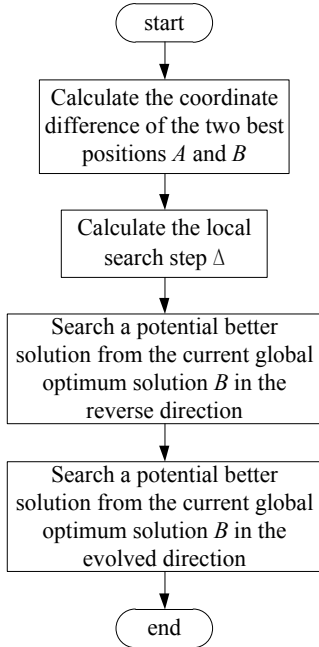 start
Calculate the coordinate
difference of the two best
positions A and B
Calculate the local
search step Δ
Search a potential better
solution from the current global
optimum solution B in the
reverse direction
Search a potential better
solution from the current global
optimum solution B in the
evolved direction
end